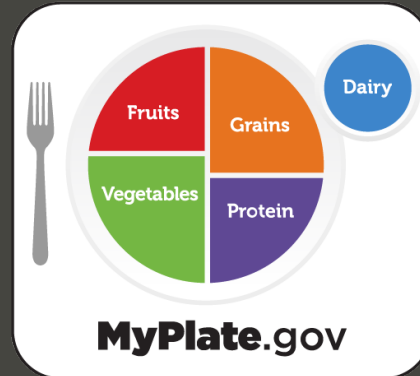 Fruits
Grains
Dairy
Vegetables
Protein
MyPlate.gov